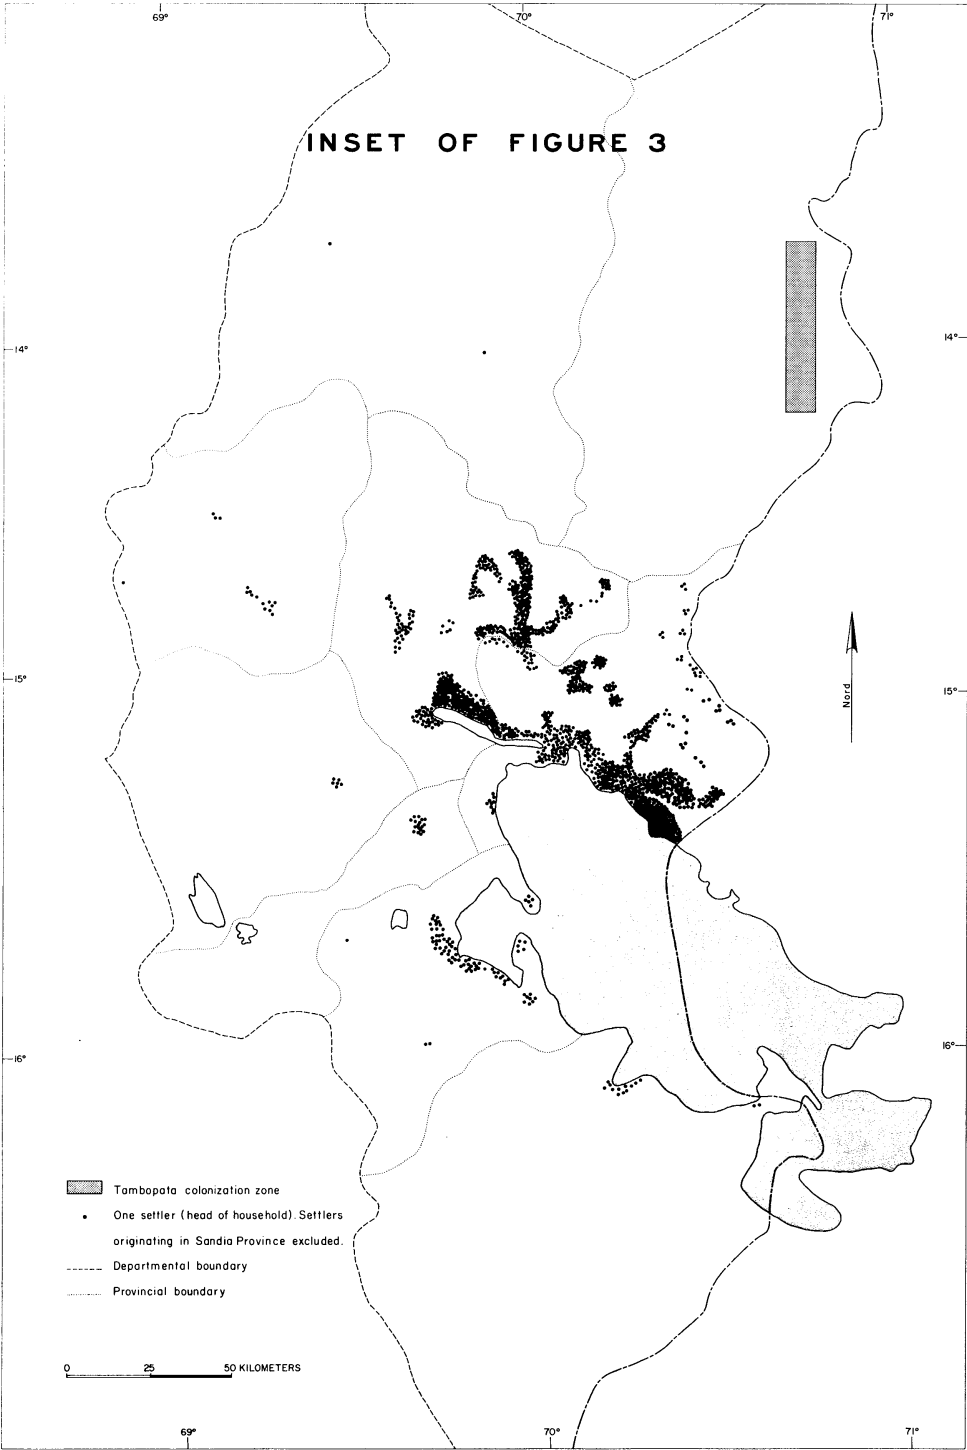 69°
70°
71°
INSET OF FIGURE 3
14°
14°
15°
15°
Nord
16°
16°
Tambopata colonization zone
One settler (head of household). Settlers
originating in Sandia Province excluded.
Departmental boundary
Provincial boundary
0 25 50 KILOMETERS
69°
70°
71°